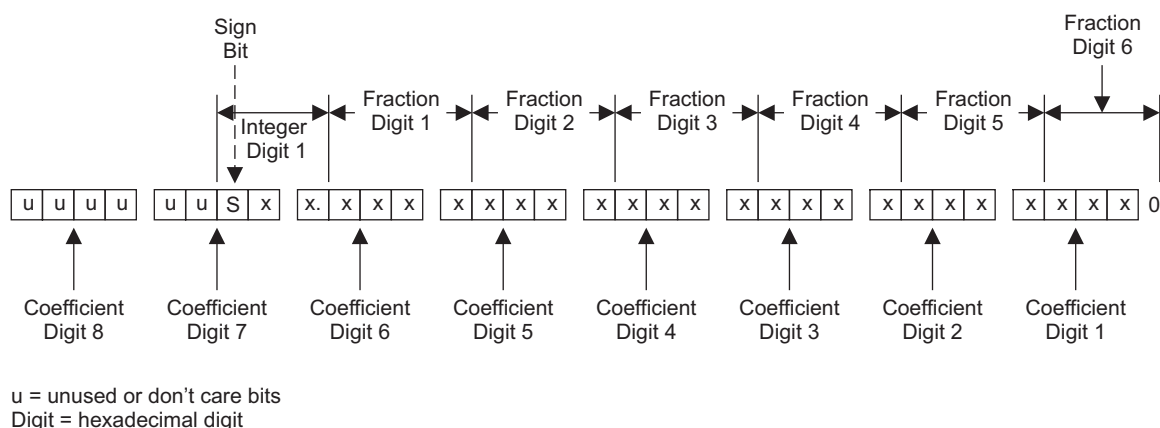 Sign
Bit
Fraction
Digit 6
Integer
Digit 1
Fraction
Digit 1
Fraction
Digit 2
Fraction
Digit 3
Fraction
Digit 4
Fraction
Digit 5
u u u u u u S x x. x x x x x x x x x x x x x x x x x x x x x x x 0
Coefficient
Digit 8
Coefficient
Digit 7
Coefficient
Digit 6
Coefficient
Digit 5
Coefficient
Digit 4
Coefficient
Digit 3
Coefficient
Digit 2
Coefficient
Digit 1
u = unused or don't care bits
Digit = hexadecimal digit